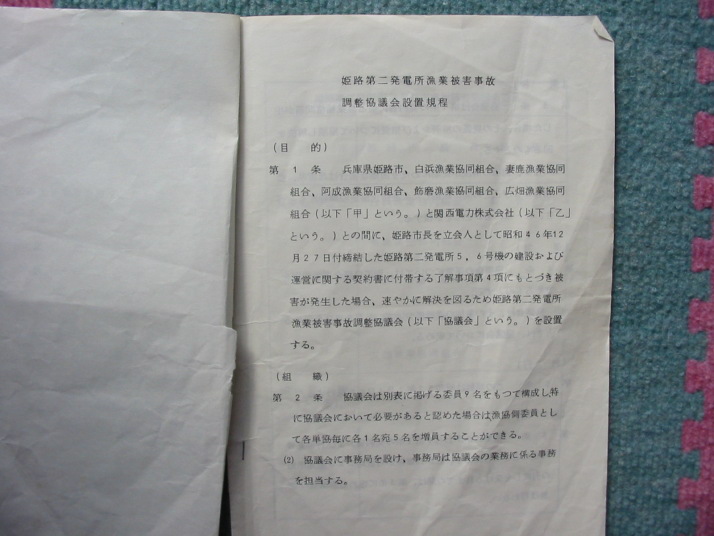 姫路第二発電所漁業被害事故
調整協議会設置規程
(目 的)
第 1 条 兵庫県姫路市、白浜漁業協同組合、妻鹿漁業協同
組合、阿成漁業協同組合、飾磨漁業協同組合、広畑漁業協同
組合(以下「甲」という。)と関西電力株式会社(以下「乙」
という。)との間に、姫路市長を立会人として昭和46年12
月27日付締結した姫路第二発電所5，6号機の建設および
運営に関する契約書に付帯する了解事項第4項にもとづき被
害が発生した場合、速やかに解決を図るため姫路第二発電所
漁業被害事故調整協議会(以下「協議会」という。)を設置
する。
(組 織)
第 2 条 協議会は別表に掲げる委員9名をもつて構成し特
に協議会において必要があると認めた場合は漁協側委員とし
て各単協毎に各1名宛5名を増員することができる。
(2) 協議会に事務局を設け，事務局は協議会の業務に係る事務
を担当する。